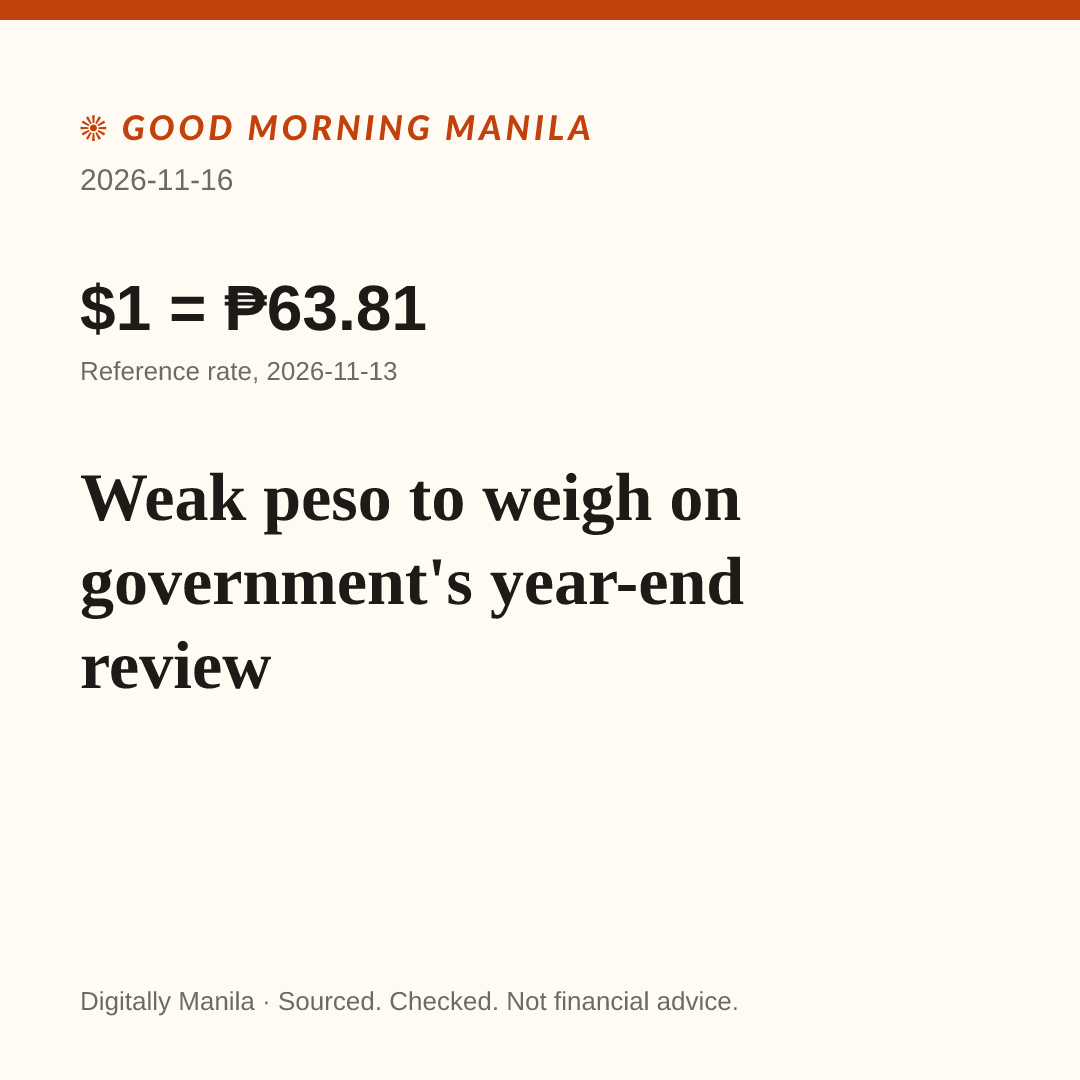 GOOD MORNING MANILA
2026-11-16
$1 = ₱63.81
Reference rate, 2026-11-13
Weak peso to weigh on
government's year-end
review
Digitally Manila · Sourced. Checked. Not financial advice.